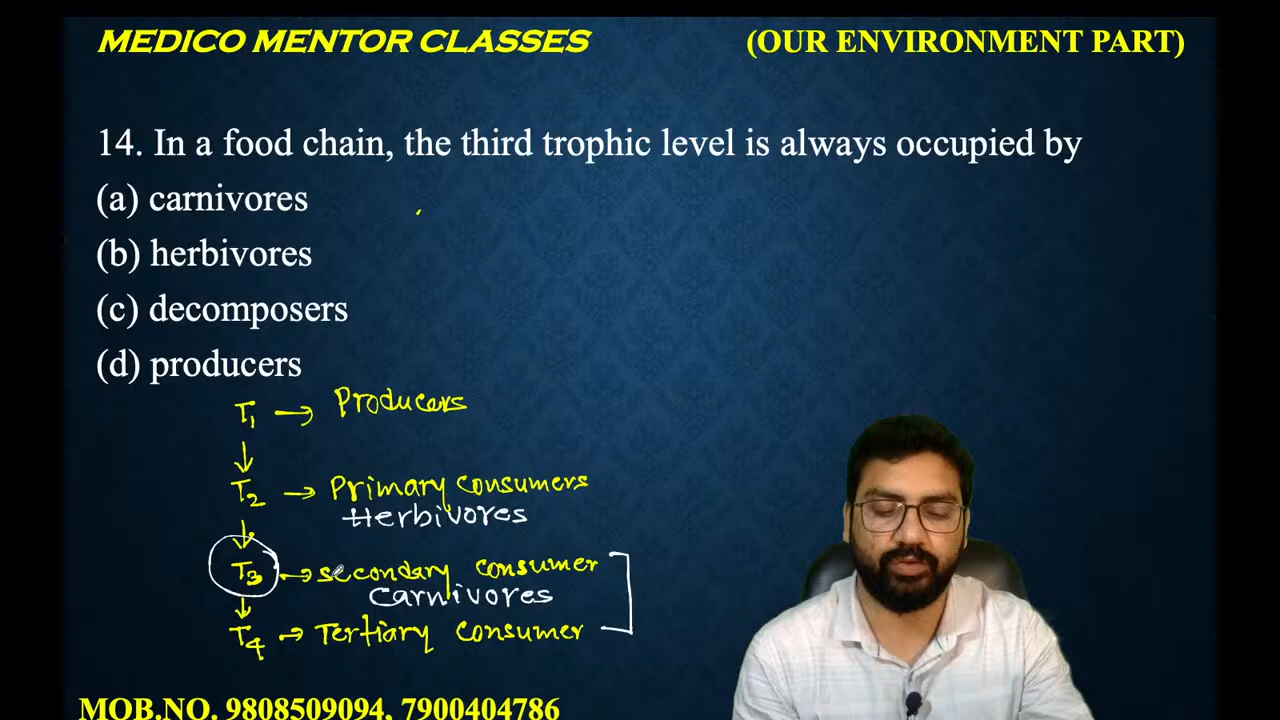 MEDICO MENTOR CLASSES (OUR ENVIRONMENT PART)
14. In a food chain, the third trophic level is always occupied by
(a) carnivores
(b) herbivores
(c) decomposers
(d) producers
T1 → Producers
↓
T2 → Primary consumers
Herbivores
↓
T3 → secondary consumer
Carnivores
↓
T4 → Tertiary consumer
MOB.NO. 9808509094, 7900404786